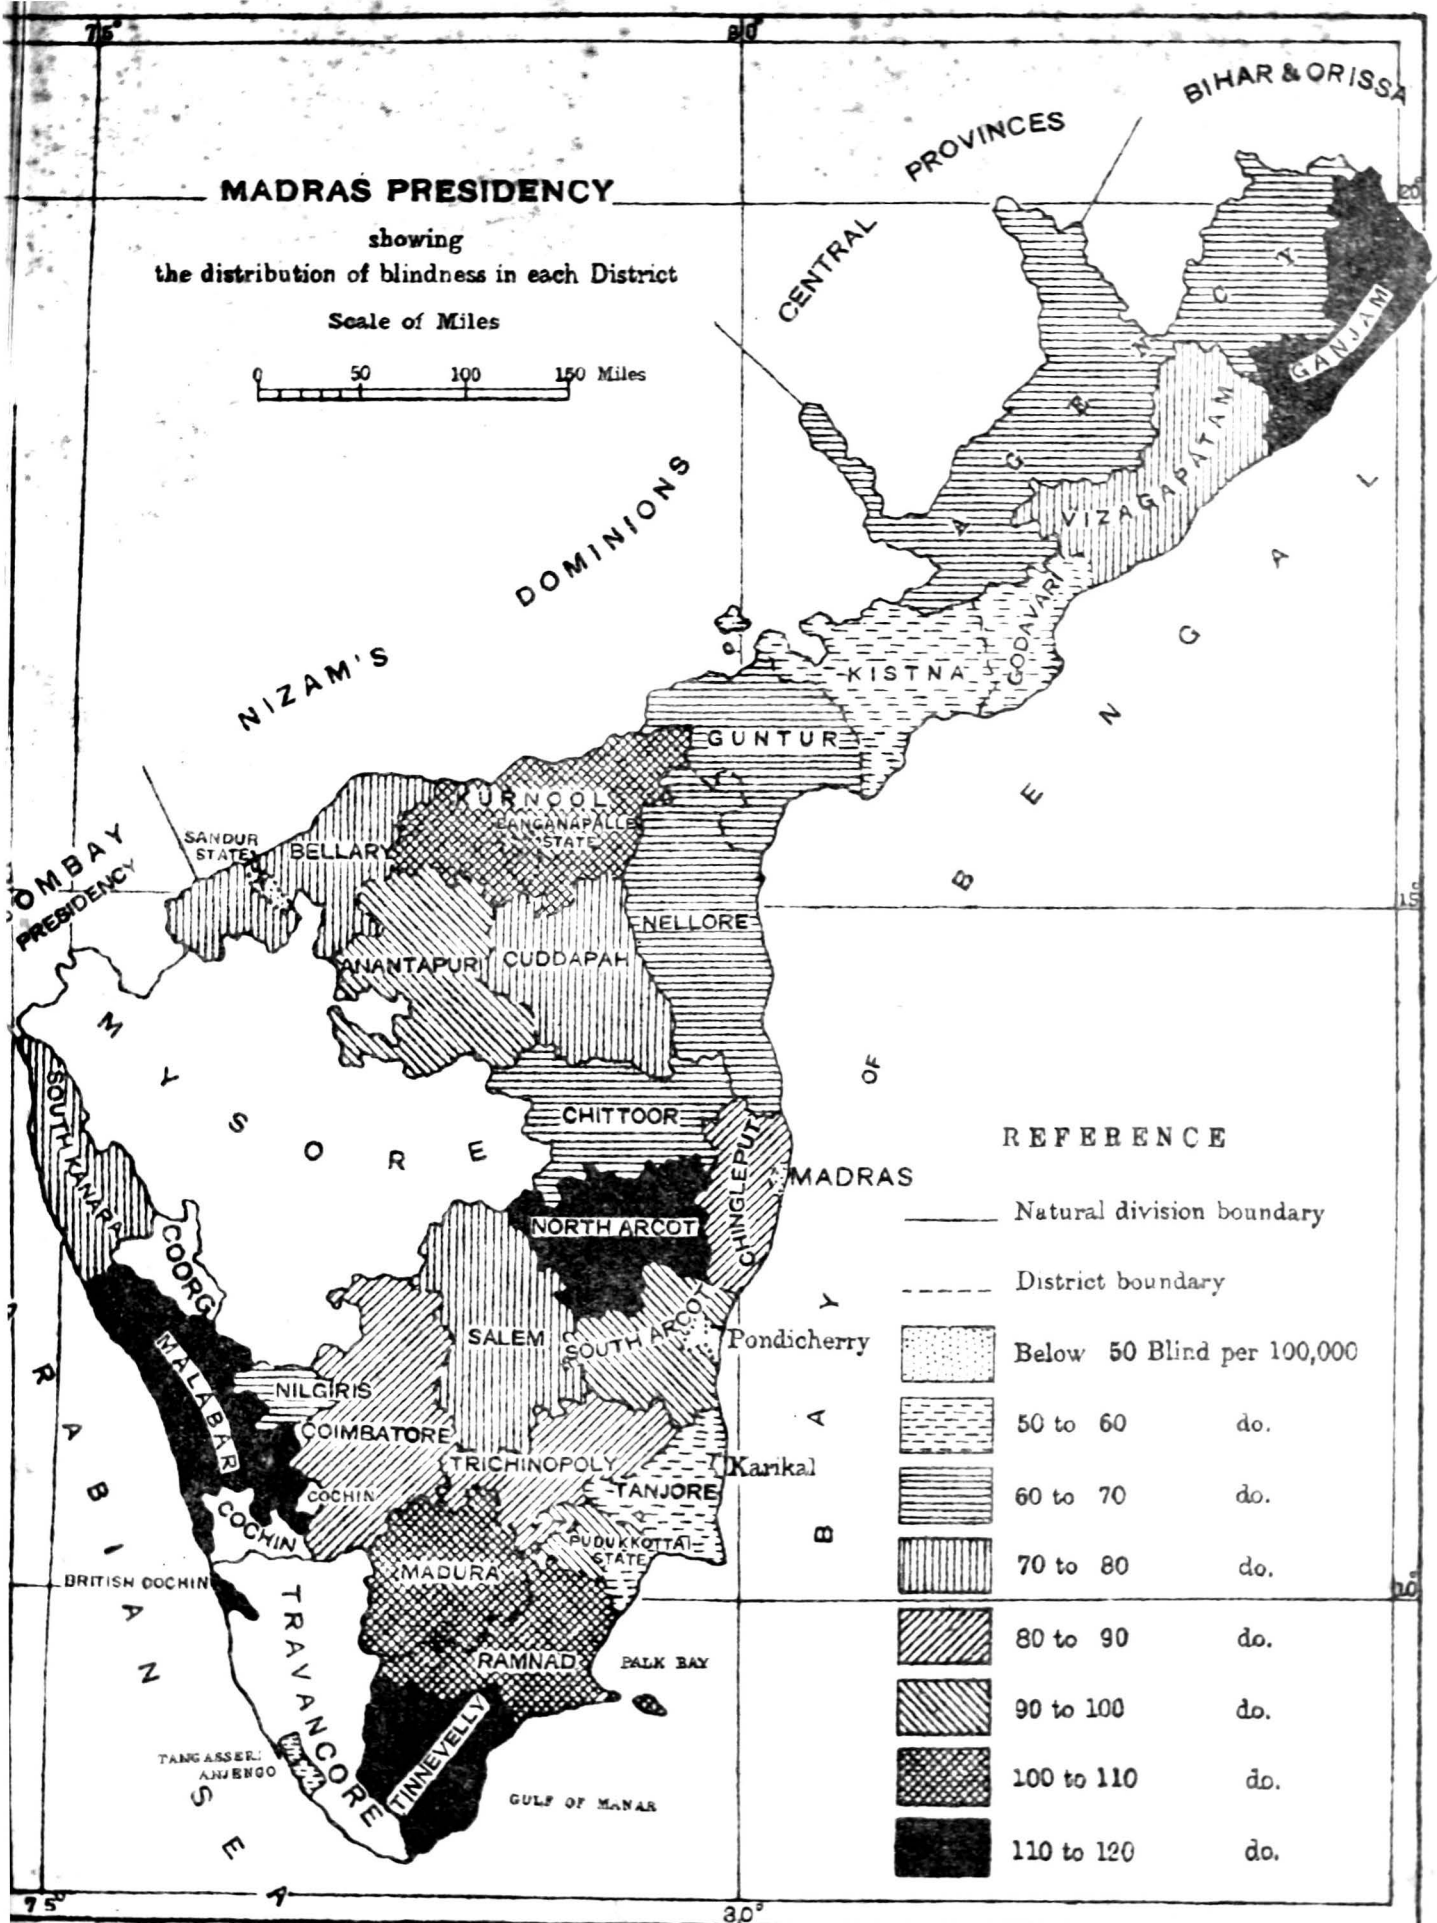 75°
80°
BIHAR & ORISSA
CENTRAL PROVINCES
MADRAS PRESIDENCY
showing
the distribution of blindness in each District
Scale of Miles
0 50 100 150 Miles
20°
AGENCY
GANJAM
VIZAGAPATAM
GODAVARI
KISTNA
NIZAM'S DOMINIONS
GUNTUR
KURNOOL
BANGANAPALLE
STATE
SANDUR
STATE
BELLARY
OMBAY
PRESIDENCY
15°
NELLORE
ANANTAPUR
CUDDAPAH
MYSORE
BAY OF BENGAL
CHITTOOR
SOUTH KANARA
CHINGLEPUT
MADRAS
NORTH ARCOT
COORG
SALEM
SOUTH ARCOT
Pondicherry
MALABAR
NILGIRIS
COIMBATORE
TRICHINOPOLY
Karikal
TANJORE
COCHIN
COCHIN
PUDUKKOTTAI
STATE
MADURA
BRITISH COCHIN
10°
TRAVANCORE
RAMNAD
PALK BAY
TINNEVELLY
TANGASSERI
ANJENGO
GULF OF MANAR
ARABIAN SEA
REFERENCE
Natural division boundary
District boundary
Below 50 Blind per 100,000
50 to 60 do.
60 to 70 do.
70 to 80 do.
80 to 90 do.
90 to 100 do.
100 to 110 do.
110 to 120 do.
75°
80°